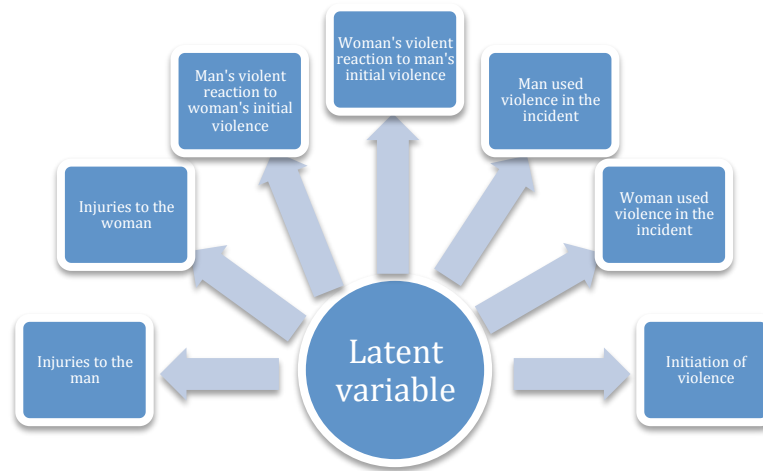 Woman's violent
reaction to man's
initial violence
Man's violent
reaction to
woman's initial
violence
Man used
violence in the
incident
Injuries to the
woman
Woman used
violence in the
incident
Injuries to the
man
Latent
variable
Initiation of
violence